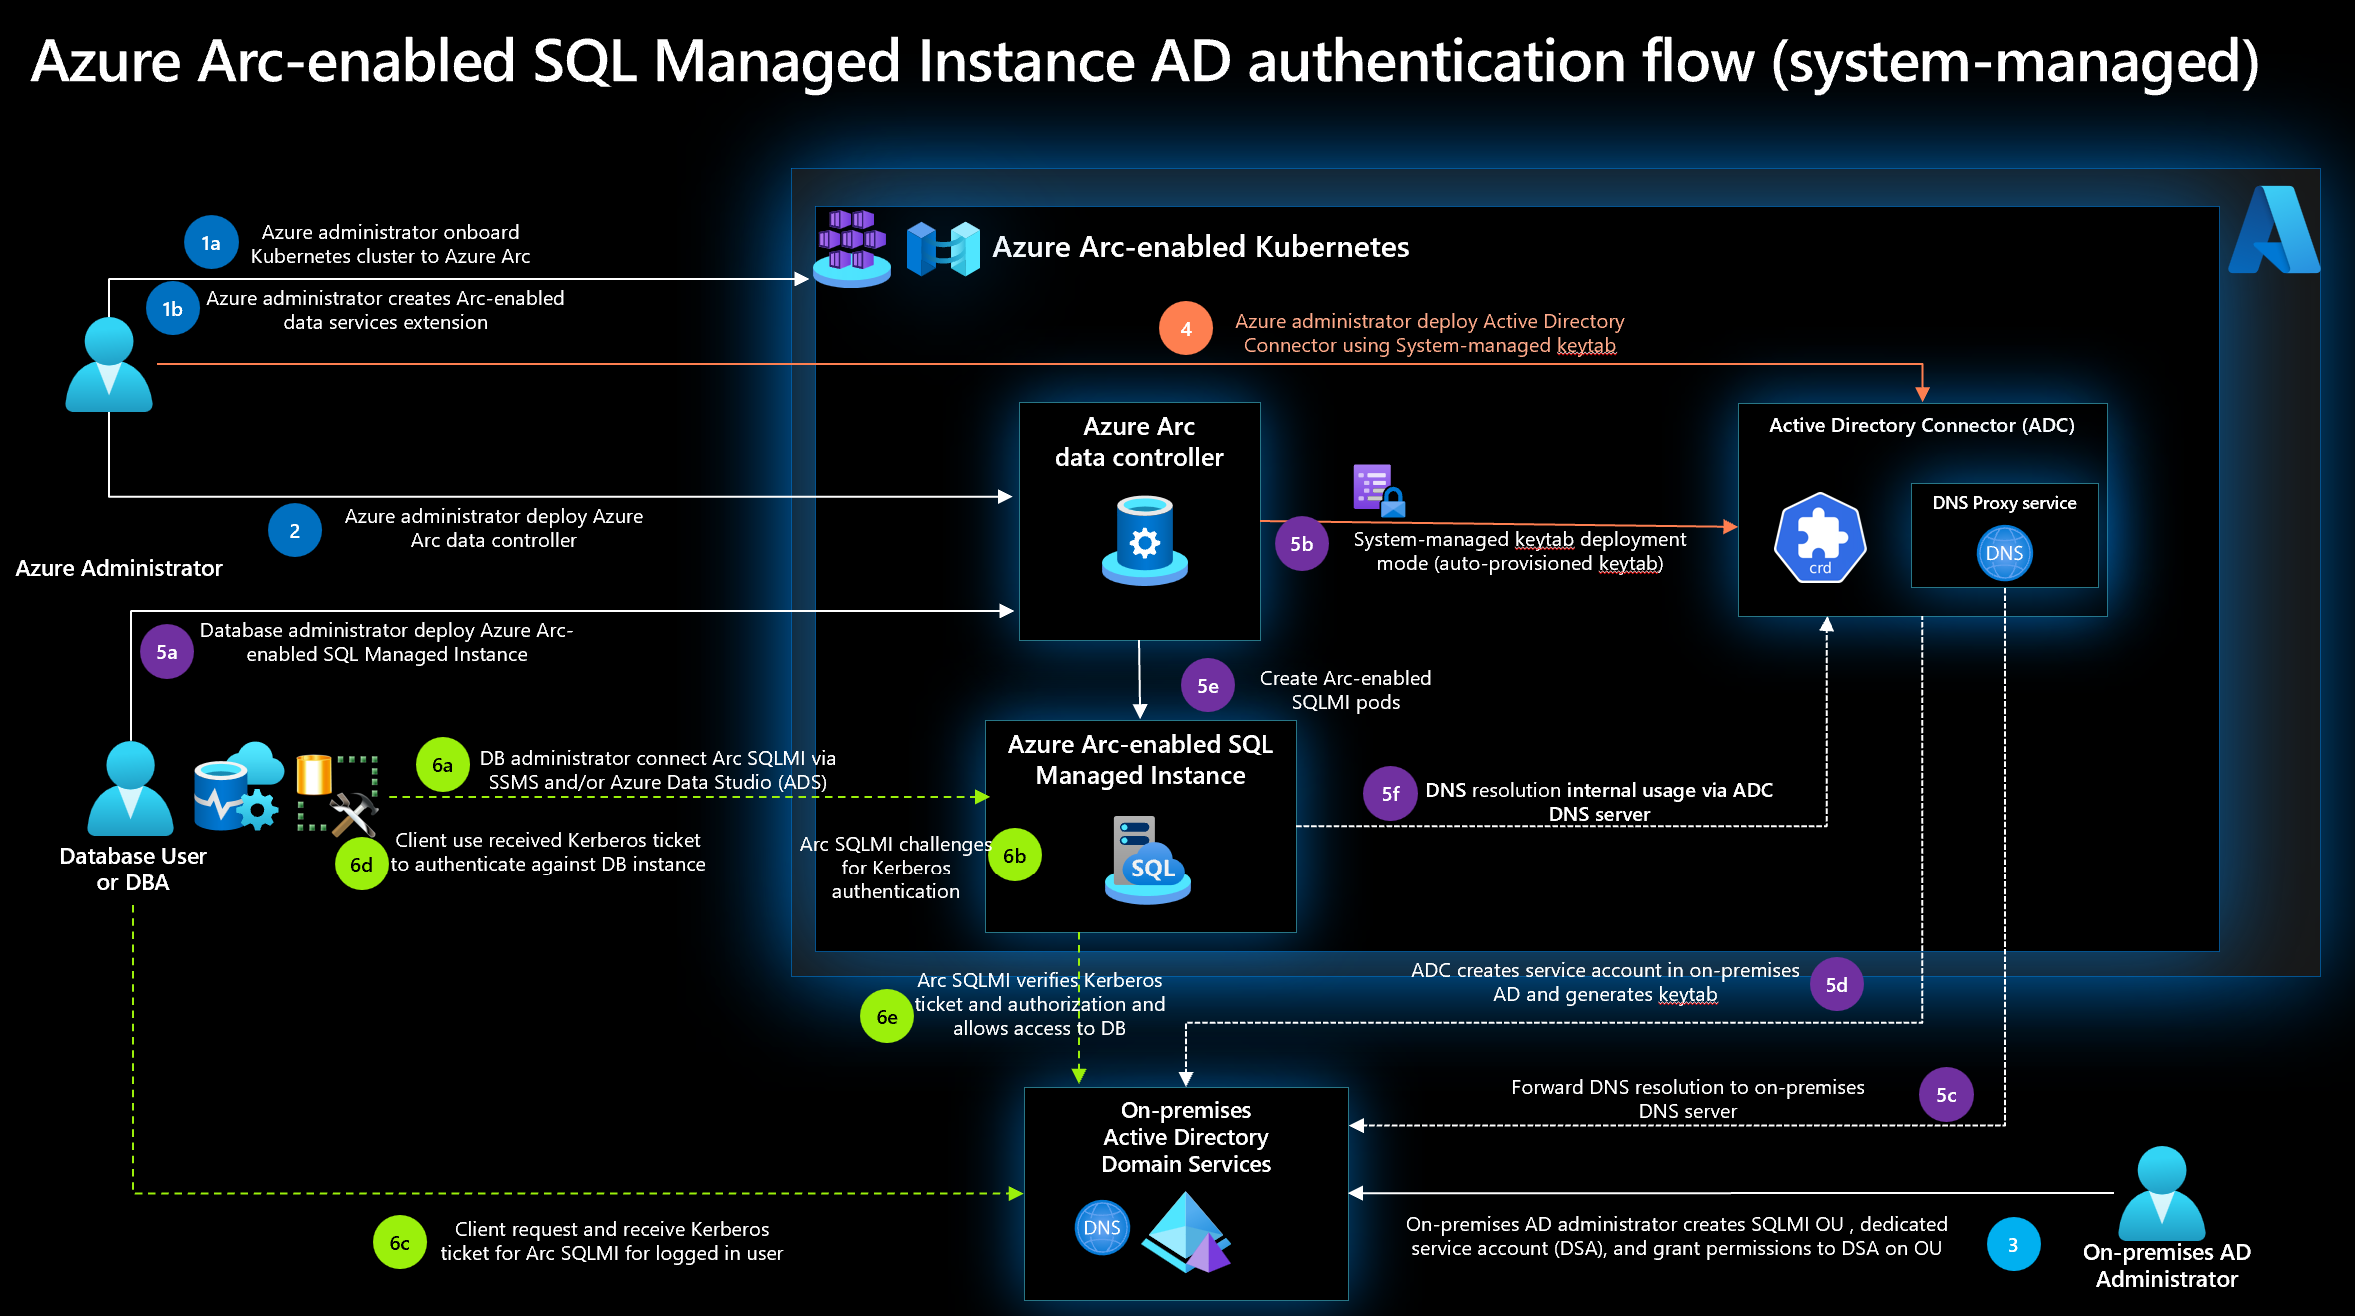 Azure Arc-enabled SQL Managed Instance AD authentication flow (system-managed)
1a
Azure administrator onboard
Kubernetes cluster to Azure Arc
1b
Azure administrator creates Arc-enabled
data services extension
Azure Arc-enabled Kubernetes
4
Azure administrator deploy Active Directory
Connector using System-managed keytab
2
Azure administrator deploy Azure
Arc data controller
Azure Administrator
Azure Arc
data controller
5b
System-managed keytab deployment
mode (auto-provisioned keytab)
Active Directory Connector (ADC)
crd
DNS Proxy service
DNS
5a
Database administrator deploy Azure Arc-
enabled SQL Managed Instance
5e
Create Arc-enabled
SQLMI pods
6a
DB administrator connect Arc SQLMI via
SSMS and/or Azure Data Studio (ADS)
Azure Arc-enabled SQL
Managed Instance
SQL
5f
DNS resolution internal usage via ADC
DNS server
Database User
or DBA
6d
Client use received Kerberos ticket
to authenticate against DB instance
Arc SQLMI challenges
for Kerberos
authentication
6b
6e
Arc SQLMI verifies Kerberos
ticket and authorization and
allows access to DB
ADC creates service account in on-premises
AD and generates keytab
5d
Forward DNS resolution to on-premises
DNS server
5c
On-premises
Active Directory
Domain Services
DNS
6c
Client request and receive Kerberos
ticket for Arc SQLMI for logged in user
On-premises AD administrator creates SQLMI OU , dedicated
service account (DSA), and grant permissions to DSA on OU
3
On-premises AD
Administrator